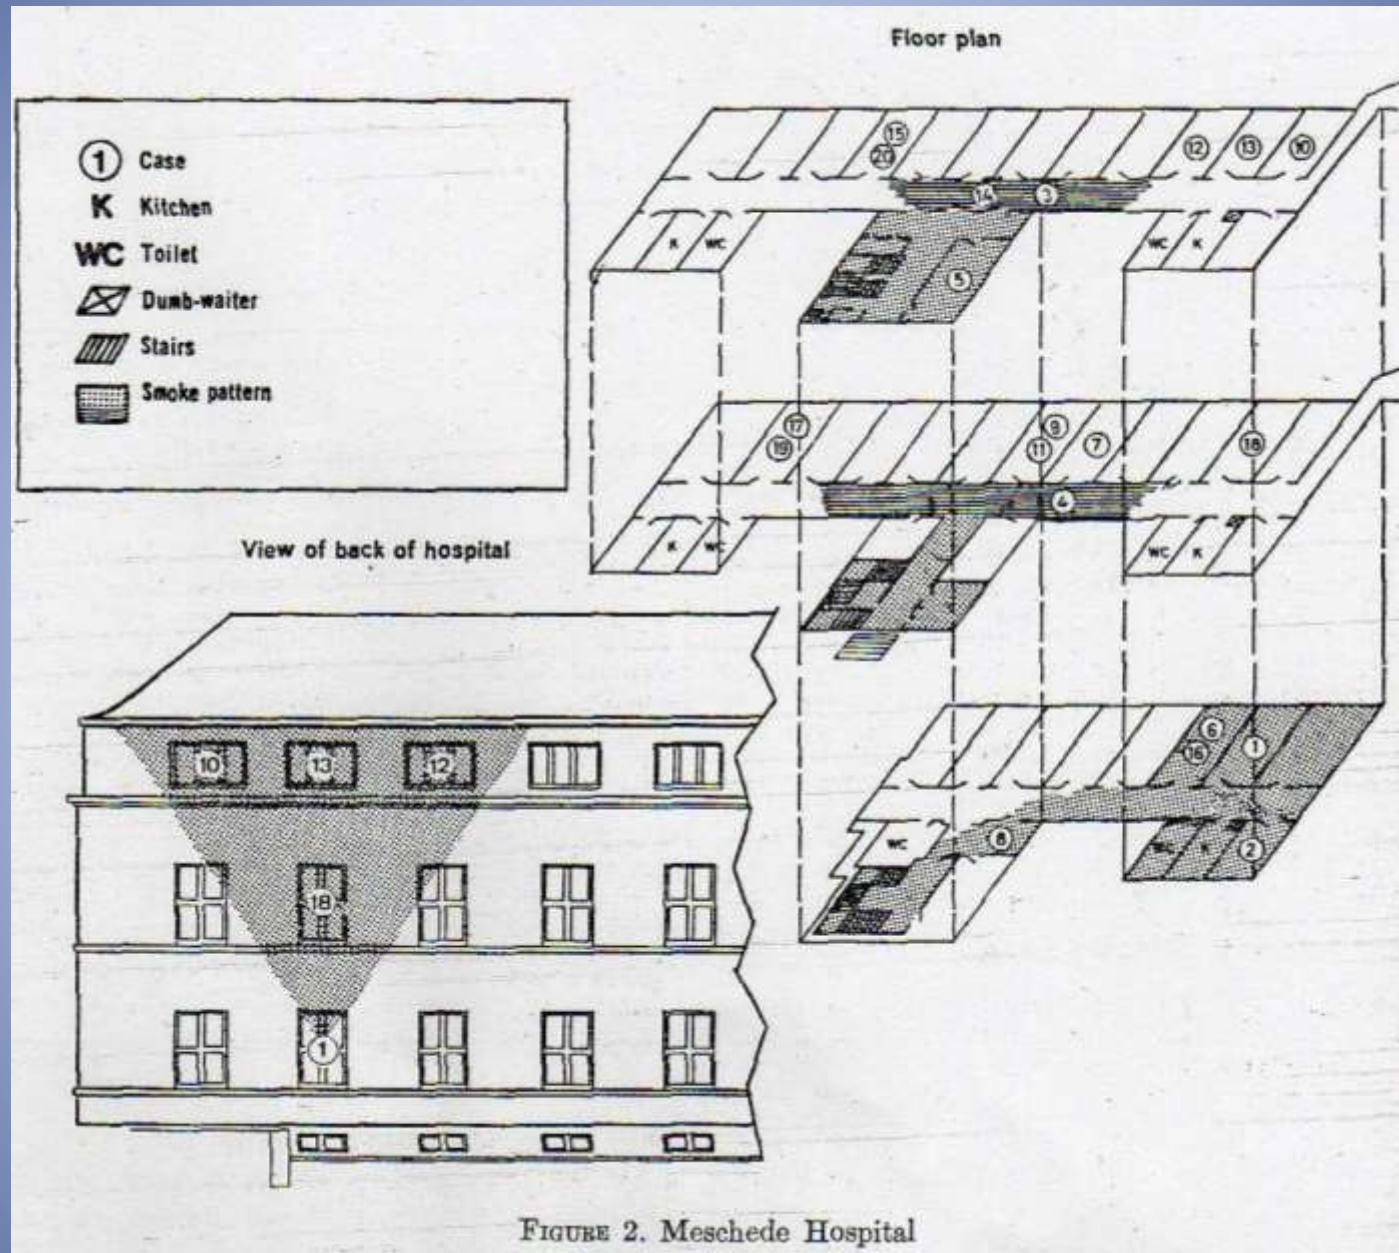 Floor plan
1 Case
K Kitchen
WC Toilet
Dumb-waiter
Stairs
Smoke pattern
15
20 12 13 10
14 3
K WC WC K
5
17 9
19 11 7 18
4
K WC WC K
View of back of hospital
6 1
16
WC 8 WC K 2
10 13 12
18
1
FIGURE 2. Meschede Hospital